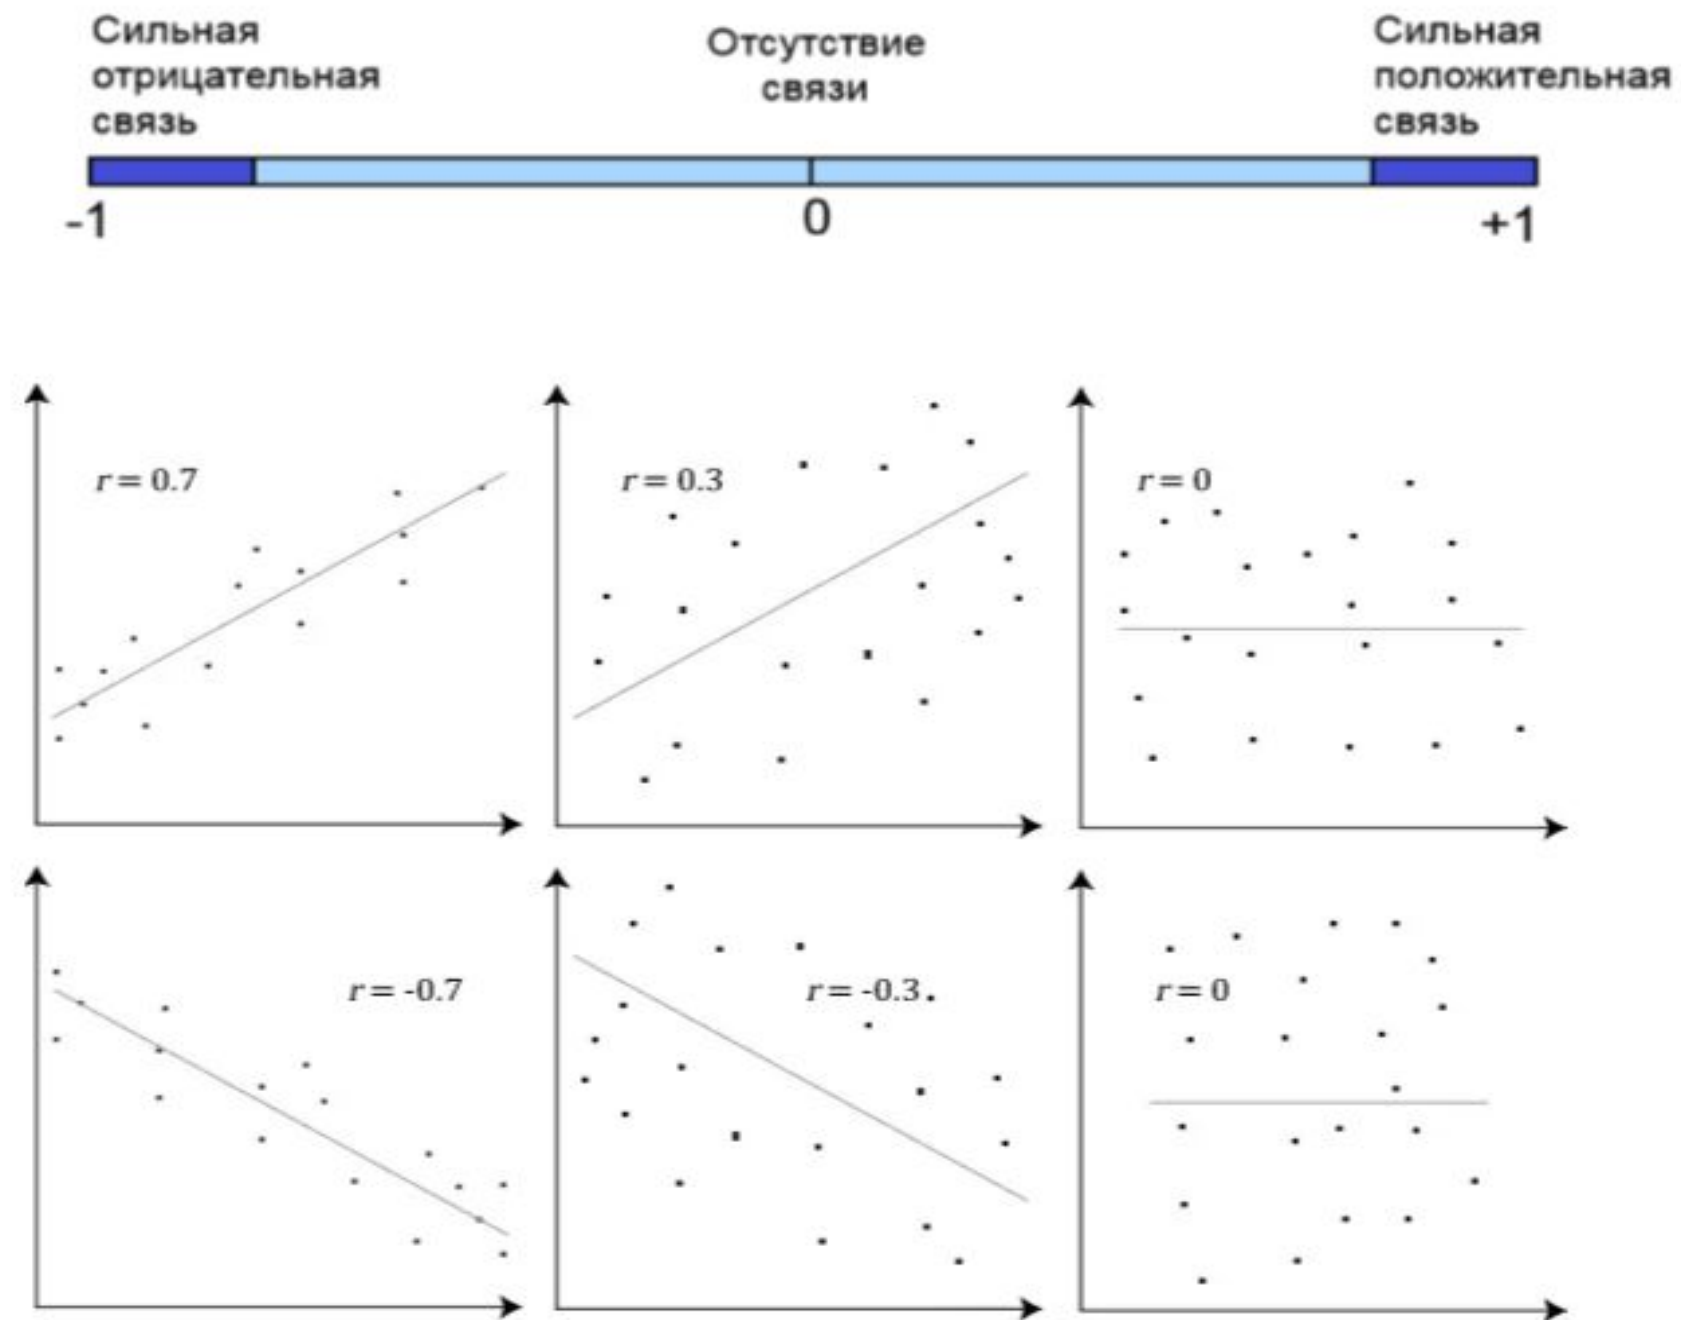 Сильная
отрицательная
связь
Отсутствие
связи
Сильная
положительная
связь
-1
0
+1
r = 0.7
r = 0.3
r = 0
r = -0.7
r = -0.3
r = 0